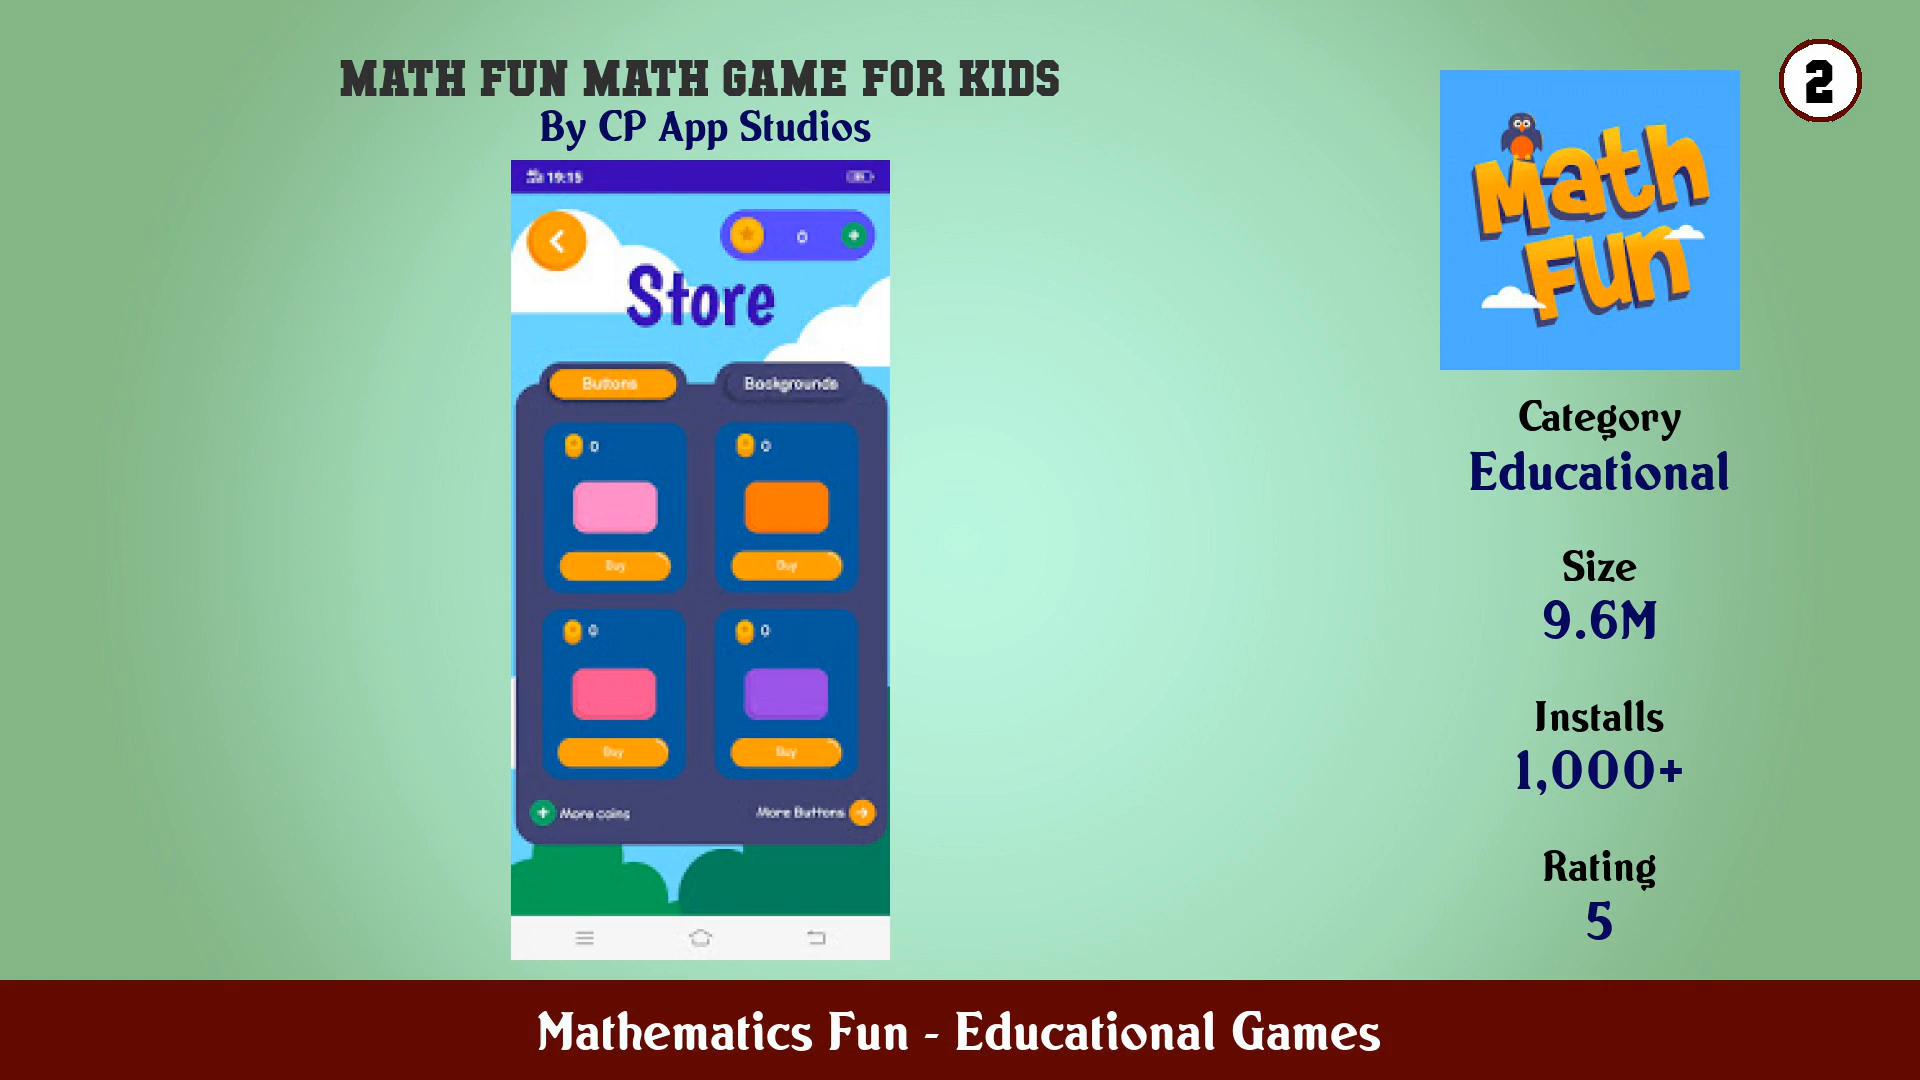 MATH FUN MATH GAME FOR KIDS
By CP App Studios
2
19:15
0
Store
Buttons
Backgrounds
0
0
Buy
Buy
0
0
Buy
Buy
More coins
More Buttons
Math
Fun
Category
Educational
Size
9.6M
Installs
1,000+
Rating
5
Mathematics Fun - Educational Games